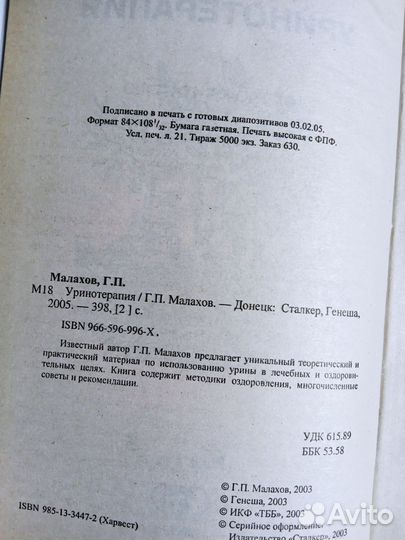 УРИНОТЕРАПИЯ
Подписано в печать с готовых диапозитивов 03.02.05.
Формат 84×108¹/₃₂. Бумага газетная. Печать высокая с ФПФ.
Усл. печ. л. 21. Тираж 5000 экз. Заказ 630.
Малахов, Г.П.
М18 Уринотерапия / Г.П. Малахов. — Донецк: Сталкер, Генеша,
2005. — 398, [2] с.
ISBN 966-596-996-X.
Известный автор Г.П. Малахов предлагает уникальный теоретический и
практический материал по использованию урины в лечебных и оздорови-
тельных целях. Книга содержит методики оздоровления, многочисленные
советы и рекомендации.
УДК 615.89
ББК 53.58
© Г.П. Малахов, 2003
© Генеша, 2003
© ИКФ «ТББ», 2003
© Серийное оформление.
ISBN 985-13-3447-2 (Харвест)
«Сталкер», 2003
Avito